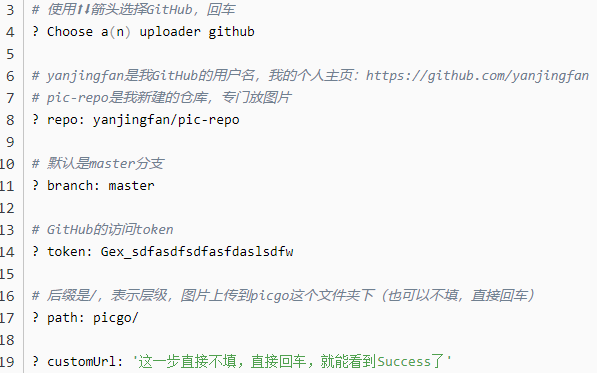 3 # 使用⬆⬇箭头选择GitHub，回车
4 ? Choose a(n) uploader github
5
6 # yanjingfan是我GitHub的用户名，我的个人主页：https://github.com/yanjingfan
7 # pic-repo是我新建的仓库，专门放图片
8 ? repo: yanjingfan/pic-repo
9
10 # 默认是master分支
11 ? branch: master
12
13 # GitHub的访问token
14 ? token: Gex_sdfasdfsdfasfdaslsdfw
15
16 # 后缀是/，表示层级，图片上传到picgo这个文件夹下（也可以不填，直接回车）
17 ? path: picgo/
18
19 ? customUrl: '这一步直接不填，直接回车，就能看到Success了'